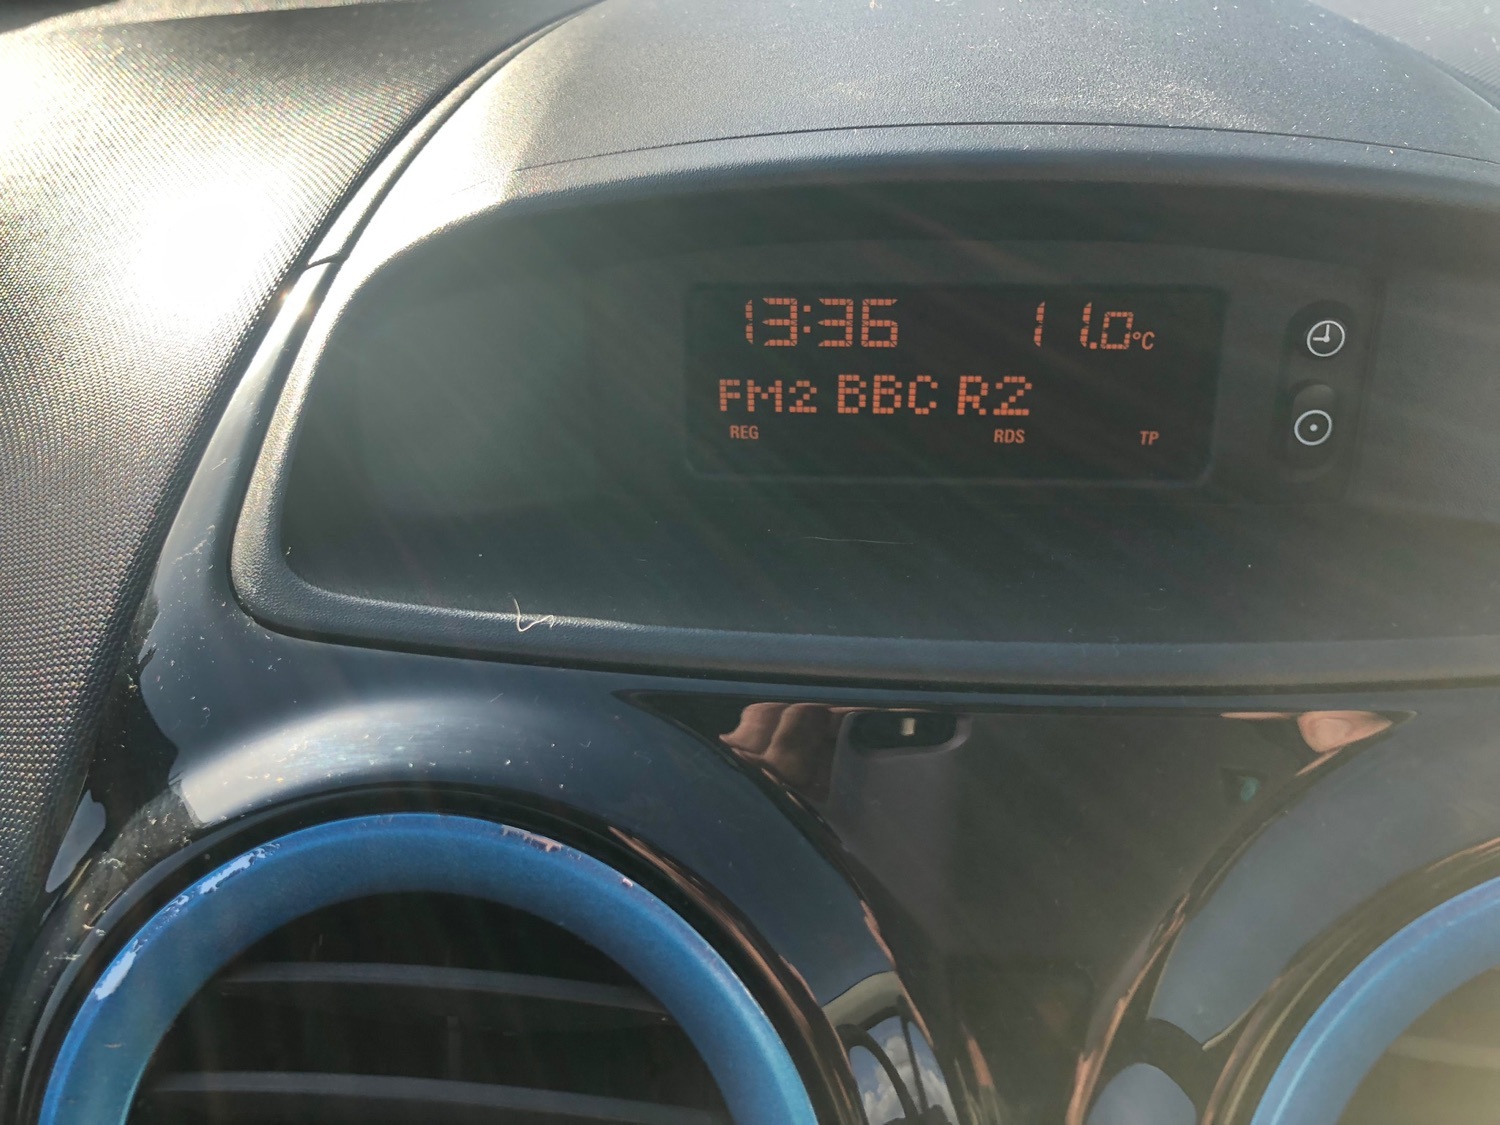 13:36 11.0°C
FM2 BBC R2
REG RDS TP